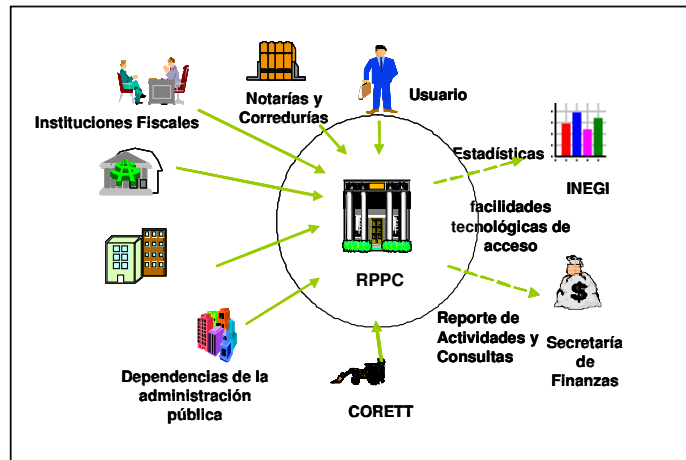 Instituciones Fiscales
Notarías y
Corredurías
Usuario
Estadísticas
INEGI
facilidades
tecnológicas de
acceso
RPPC
Reporte de
Actividades y
Consultas
Secretaría
de
Finanzas
$
Dependencias de la
administración
pública
CORETT